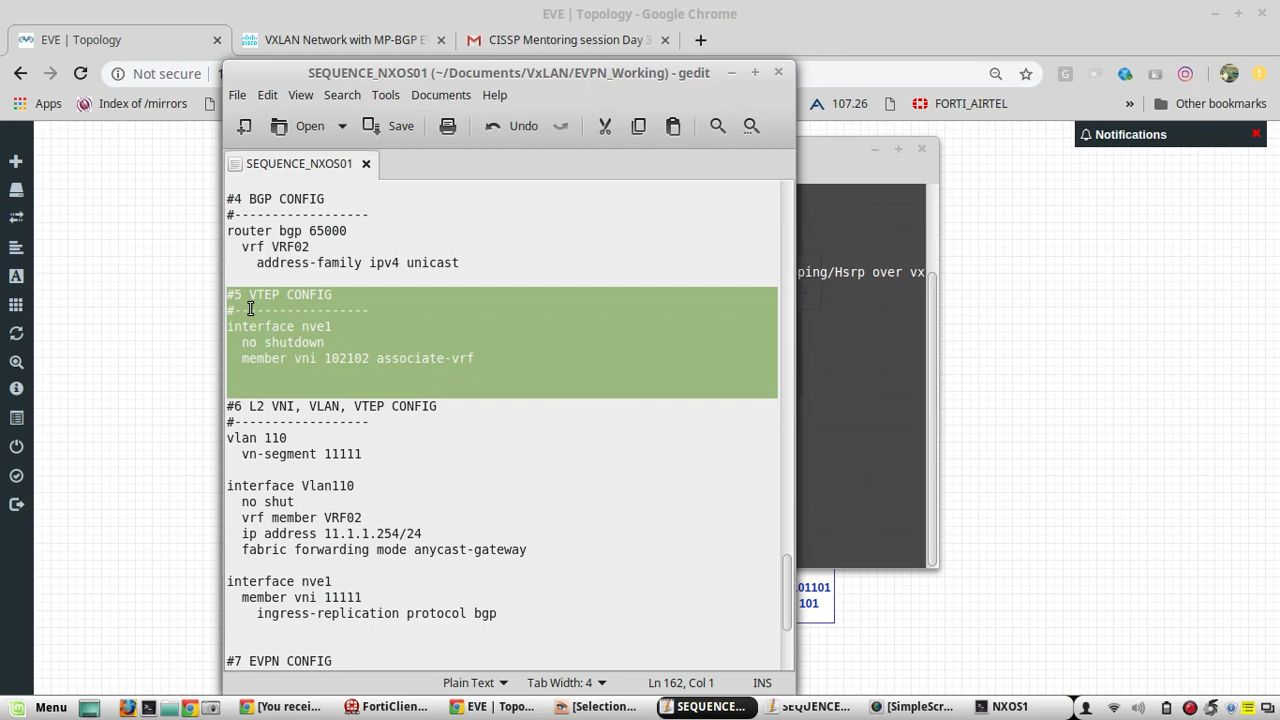 EVE | Topology - Google Chrome
EVE | Topology
VXLAN Network with MP-BGP E
CISSP Mentoring session Day 3
Not secure
Apps
Index of /mirrors
107.26
FORTI_AIRTEL
»
Other bookmarks
SEQUENCE_NXOS01 (~/Documents/VxLAN/EVPN_Working) - gedit
File Edit View Search Tools Documents Help
Open
Save
Undo
SEQUENCE_NXOS01
Notifications
#4 BGP CONFIG
#------------------
router bgp 65000
vrf VRF02
address-family ipv4 unicast
#5 VTEP CONFIG
#------------------
interface nve1
no shutdown
member vni 102102 associate-vrf
#6 L2 VNI, VLAN, VTEP CONFIG
#------------------
vlan 110
vn-segment 11111
interface Vlan110
no shut
vrf member VRF02
ip address 11.1.1.254/24
fabric forwarding mode anycast-gateway
interface nve1
member vni 11111
ingress-replication protocol bgp
#7 EVPN CONFIG
ping/Hsrp over vx
01101
101
Plain Text
Tab Width: 4
Ln 162, Col 1
INS
Menu
[You recei...
FortiClien...
EVE | Topo...
[Selection...
SEQUENCE...
SEQUENCE...
[SimpleScr...
NXOS1